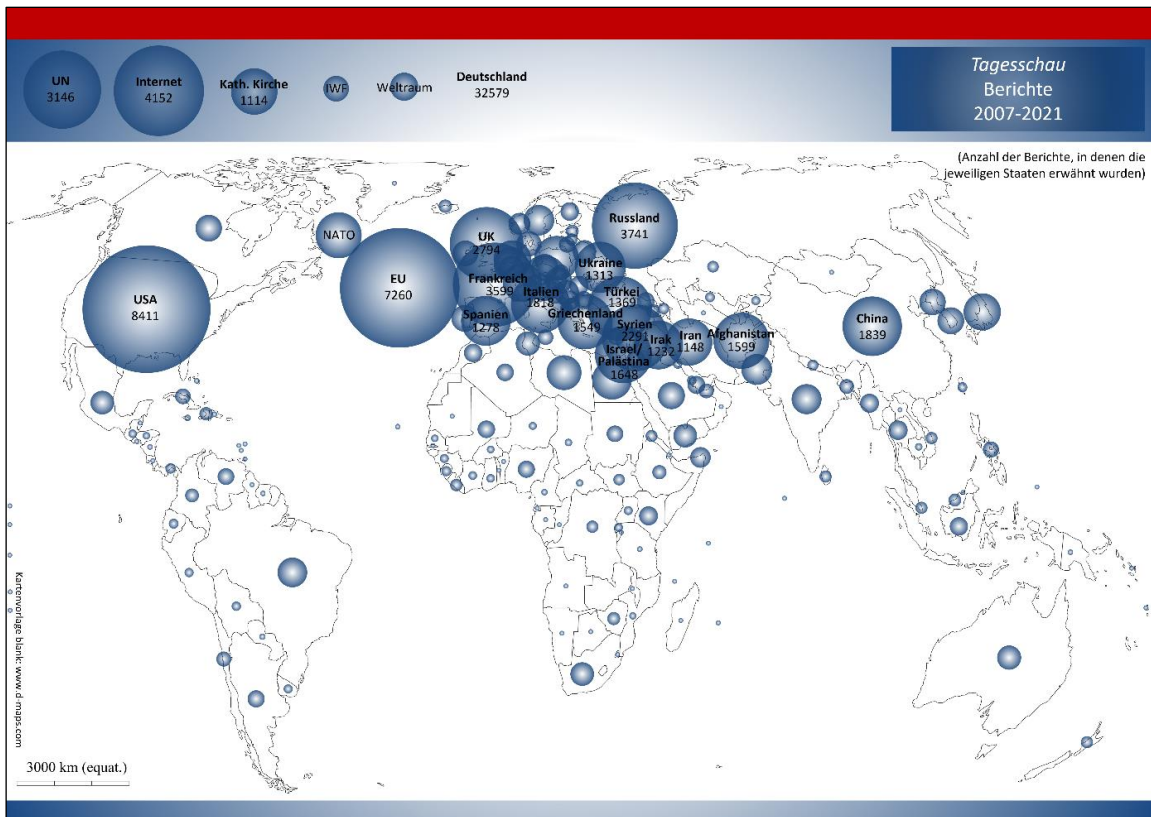 UN
3146
Internet
4152
Kath. Kirche
1114
IWF
Weltraum
Deutschland
32579
Tagesschau
Berichte
2007-2021
(Anzahl der Berichte, in denen die
jeweiligen Staaten erwähnt wurden)
NATO
USA
8411
EU
7260
UK
2794
Russland
3741
Frankreich
3599
Italien
1818
Ukraine
1313
Türkei
1369
Spanien
1278
Griechenland
1549
Syrien
2291
Irak
1232
Iran
1148
Afghanistan
1599
Israel/
Palästina
1648
China
1839
Kartenvorlage blank: www.d-maps.com
3000 km (equat.)